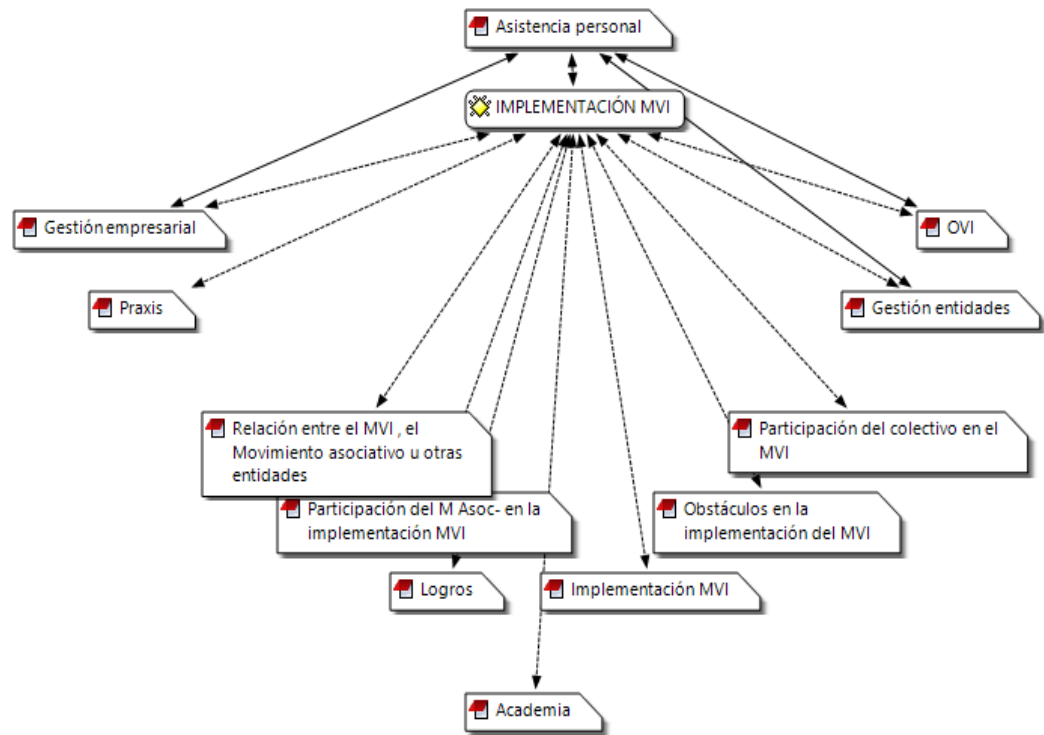 Asistencia personal
IMPLEMENTACIÓN MVI
Gestión empresarial
OVI
Praxis
Gestión entidades
Relación entre el MVI , el
Movimiento asociativo u otras
entidades
Participación del colectivo en el
MVI
Participación del M Asoc- en la
implementación MVI
Obstáculos en la
implementación del MVI
Logros
Implementación MVI
Academia